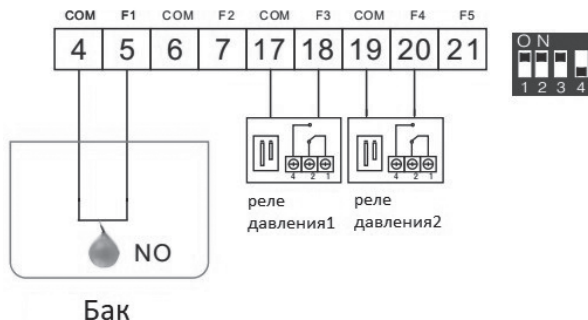 COM F1 COM F2 COM F3 COM F4 F5
4 5 6 7 17 18 19 20 21
ON
1 2 3 4
4 2 1
4 2 1
реле давления1
реле давления2
NO
Бак